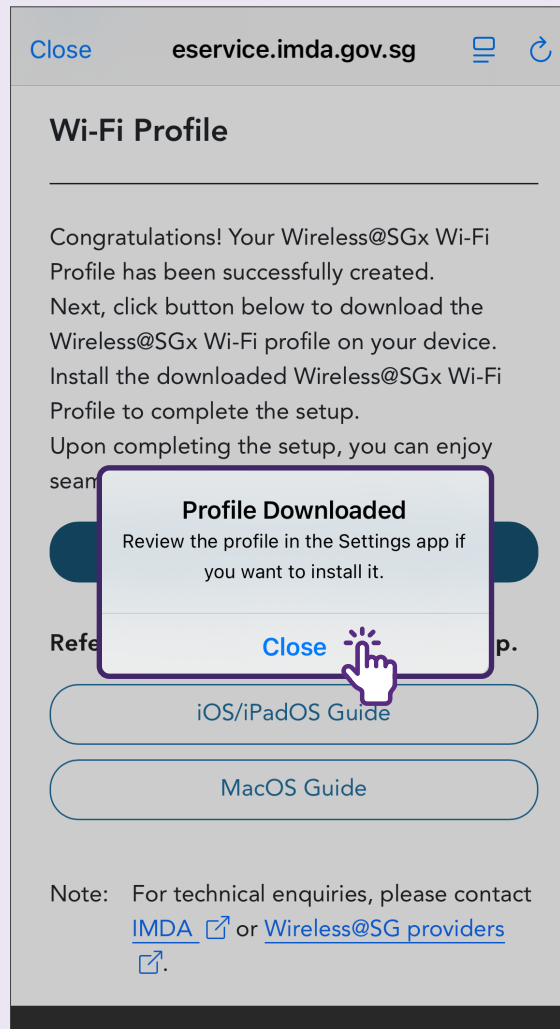 Close eservice.imda.gov.sg
Wi-Fi Profile
Congratulations! Your Wireless@SGx Wi-Fi
Profile has been successfully created.
Next, click button below to download the
Wireless@SGx Wi-Fi profile on your device.
Install the downloaded Wireless@SGx Wi-Fi
Profile to complete the setup.
Upon completing the setup, you can enjoy
Profile Downloaded
Review the profile in the Settings app if
you want to install it.
Close
iOS/iPadOS Guide
MacOS Guide
Note: For technical enquiries, please contact
IMDA or Wireless@SG providers
.